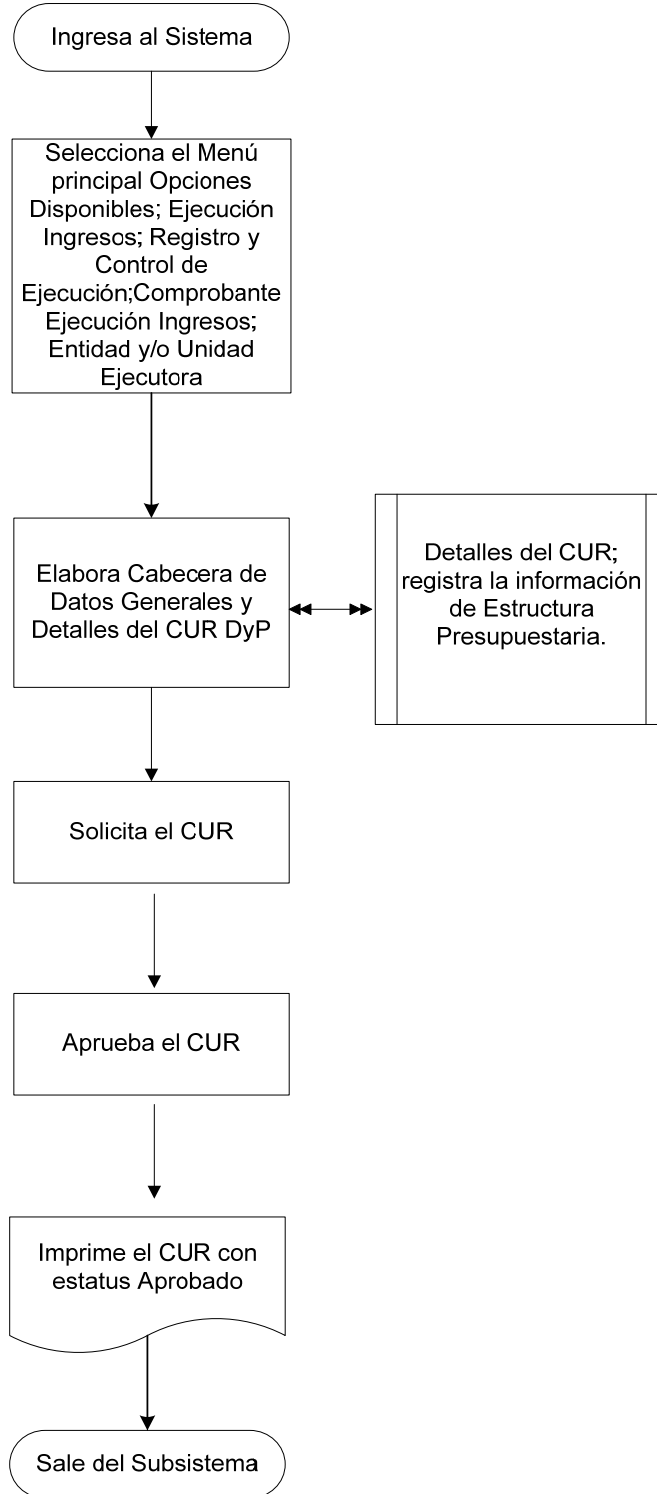 Ingresa al Sistema
Selecciona el Menú
principal Opciones
Disponibles; Ejecución
Ingresos; Registro y
Control de
Ejecución;Comprobante
Ejecución Ingresos;
Entidad y/o Unidad
Ejecutora
Elabora Cabecera de
Datos Generales y
Detalles del CUR DyP
Detalles del CUR;
registra la información
de Estructura
Presupuestaria.
Solicita el CUR
Aprueba el CUR
Imprime el CUR con
estatus Aprobado
Sale del Subsistema